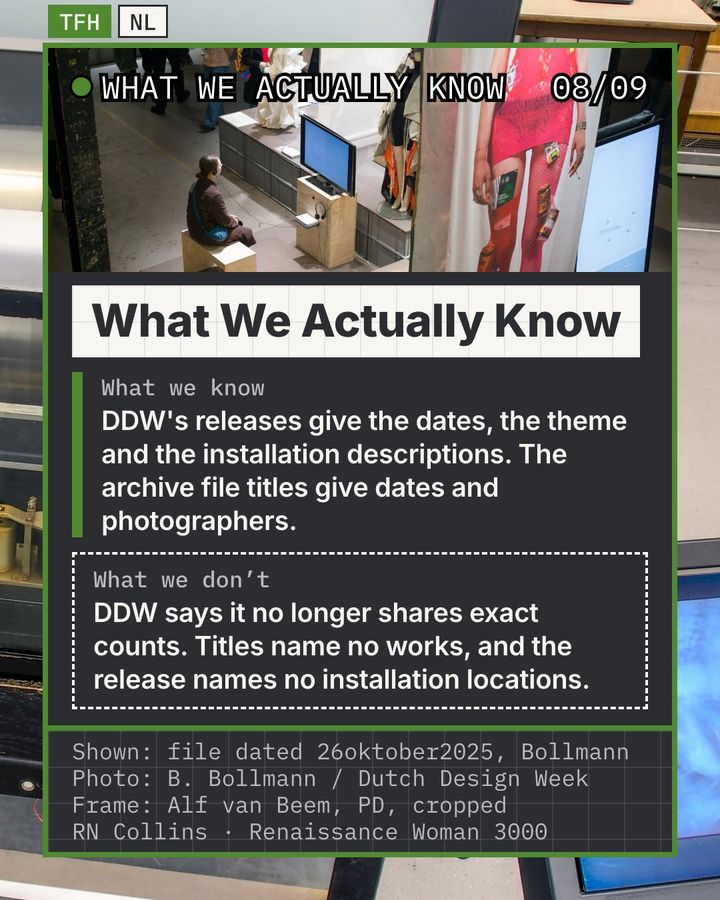 TFH NL
WHAT WE ACTUALLY KNOW 08/09
What We Actually Know
What we know
DDW's releases give the dates, the theme
and the installation descriptions. The
archive file titles give dates and
photographers.
What we don’t
DDW says it no longer shares exact
counts. Titles name no works, and the
release names no installation locations.
Shown: file dated 26oktober2025, Bollmann
Photo: B. Bollmann / Dutch Design Week
Frame: Alf van Beem, PD, cropped
RN Collins · Renaissance Woman 3000